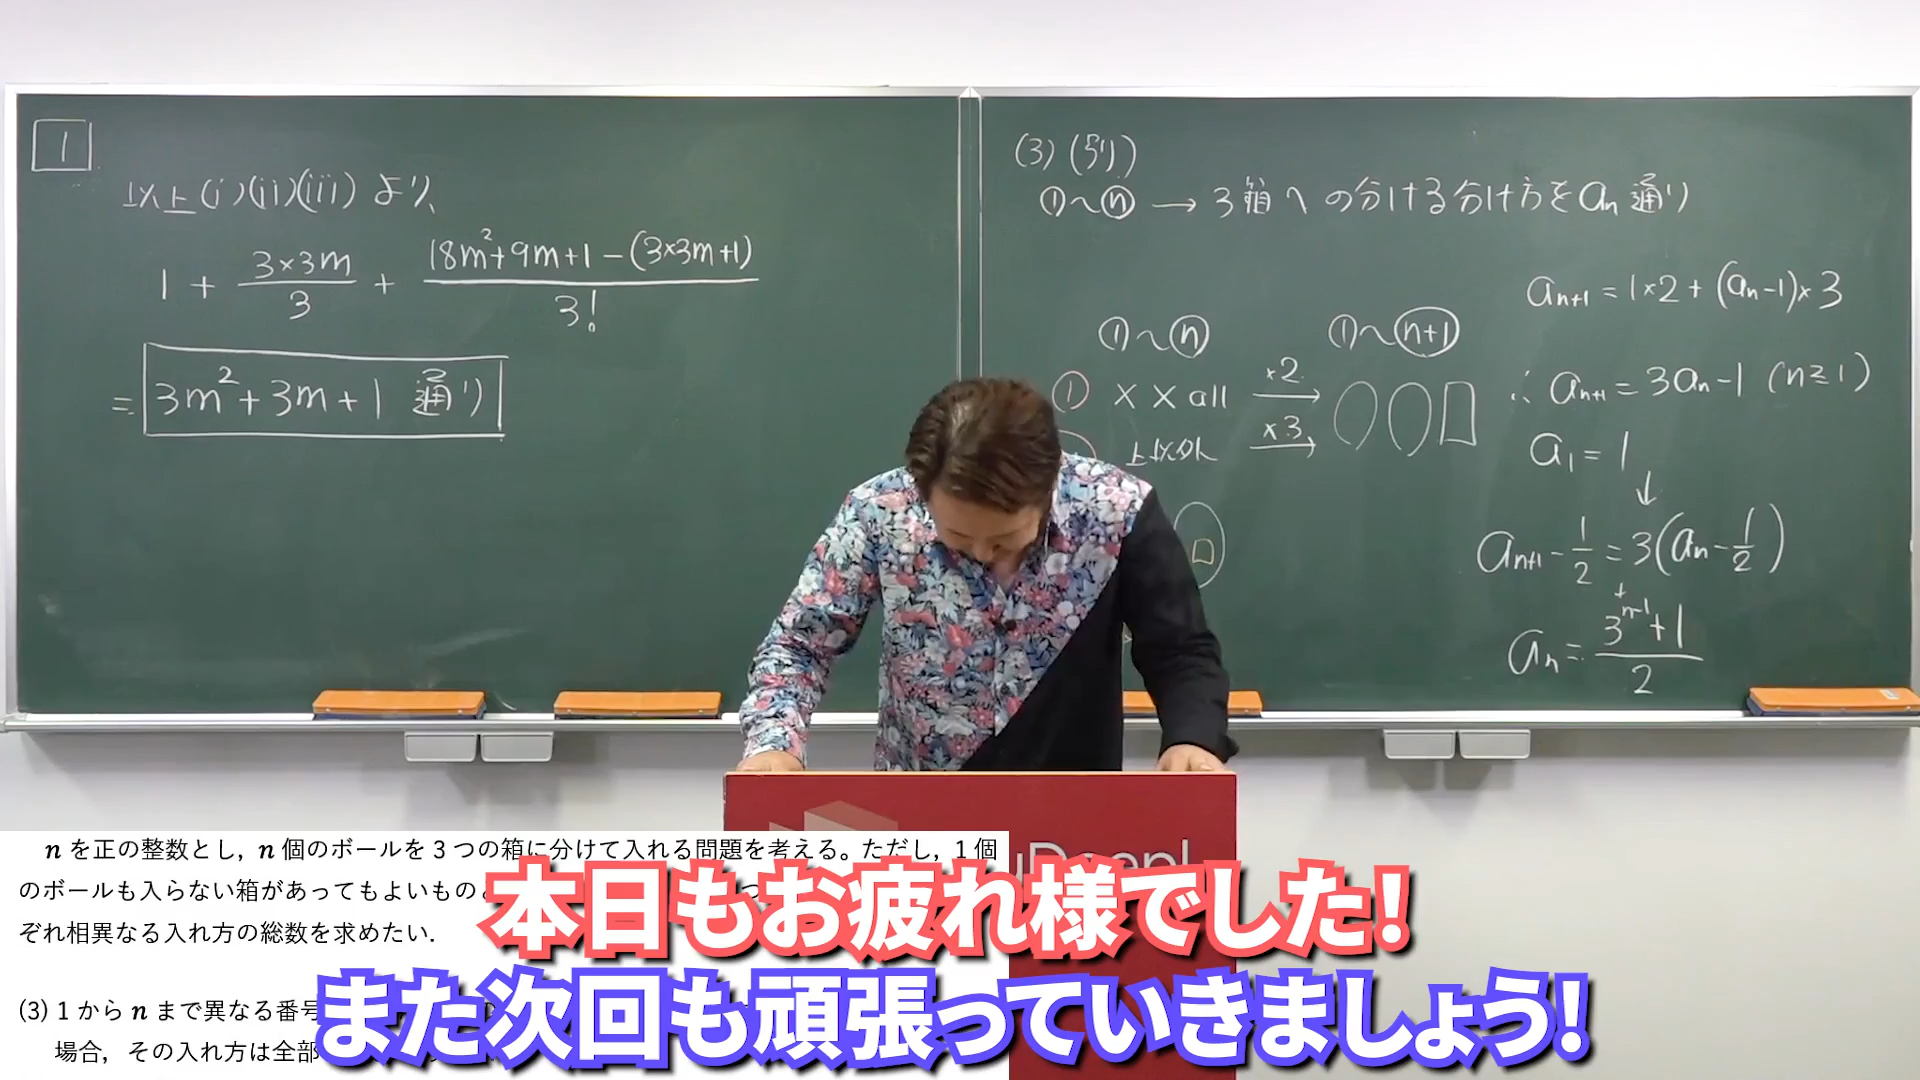 1
以上(i)(ii)(iii)より、
1 + 3×3m/3 + 18m²+9m+1-(3×3m+1)/3!
= 3m²+3m+1 通り
(3)(別)
①~ⓝ → 3箱への分ける分け方をan通り
an+1 = 1×2+(an-1)×3
①~ⓝ ①~(n+1)
① × × all ×2
上以外 ×3
∴ an+1 = 3an-1 (n≧1)
a1 = 1
↓
an+1 - 1/2 = 3(an - 1/2)
an = 3^(n-1)+1/2
n を正の整数とし,n 個のボールを 3 つの箱に分けて入れる問題を考える。ただし,1 個
のボールも入らない箱があってもよいもの
ぞれ相異なる入れ方の総数を求めたい.
(3) 1 から n まで異なる番号
場合,その入れ方は全部
本日もお疲れ様でした!
また次回も頑張っていきましょう!